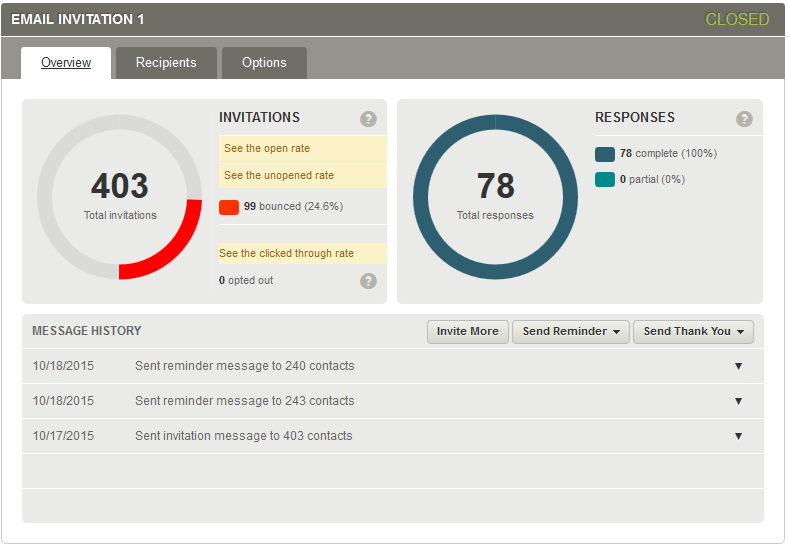 EMAIL INVITATION 1
CLOSED
Overview
Recipients
Options
403
Total invitations
INVITATIONS
?
See the open rate
See the unopened rate
99 bounced (24.6%)
See the clicked through rate
0 opted out
?
78
Total responses
RESPONSES
?
78 complete (100%)
0 partial (0%)
MESSAGE HISTORY
Invite More
Send Reminder
Send Thank You
10/18/2015 Sent reminder message to 240 contacts
10/18/2015 Sent reminder message to 243 contacts
10/17/2015 Sent invitation message to 403 contacts